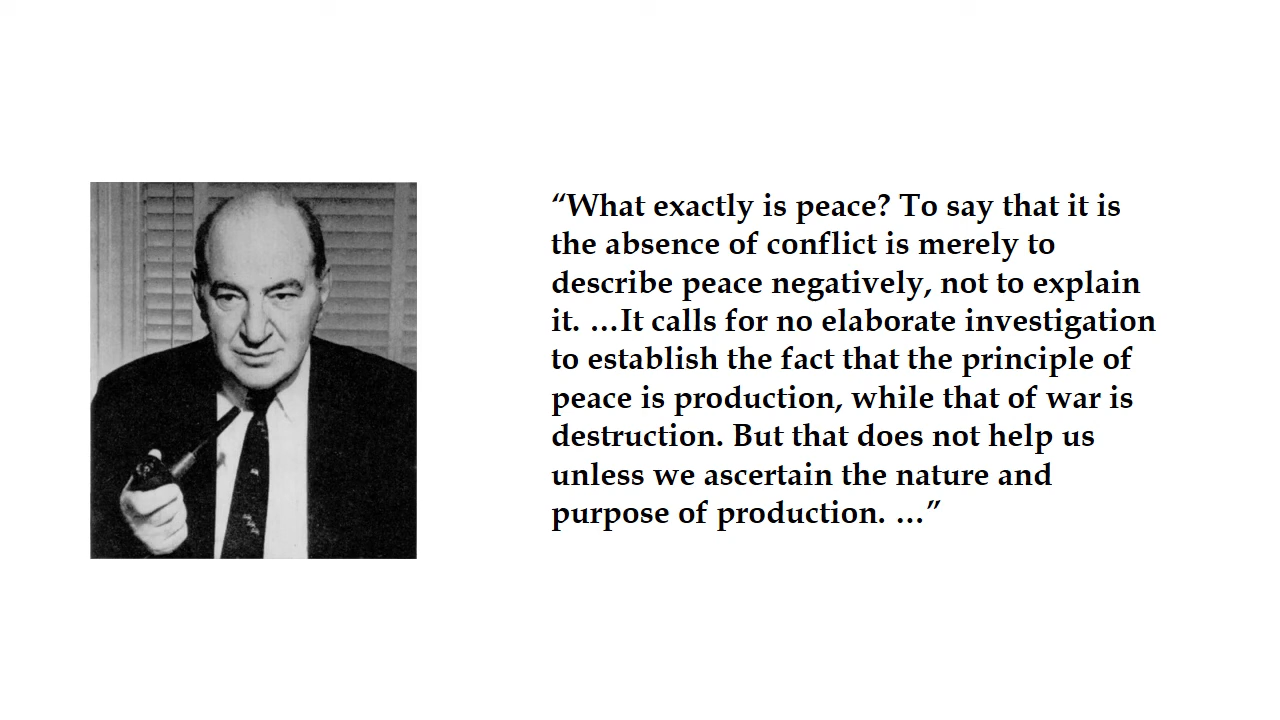 “What exactly is peace? To say that it is
the absence of conflict is merely to
describe peace negatively, not to explain
it. …It calls for no elaborate investigation
to establish the fact that the principle of
peace is production, while that of war is
destruction. But that does not help us
unless we ascertain the nature and
purpose of production. …”